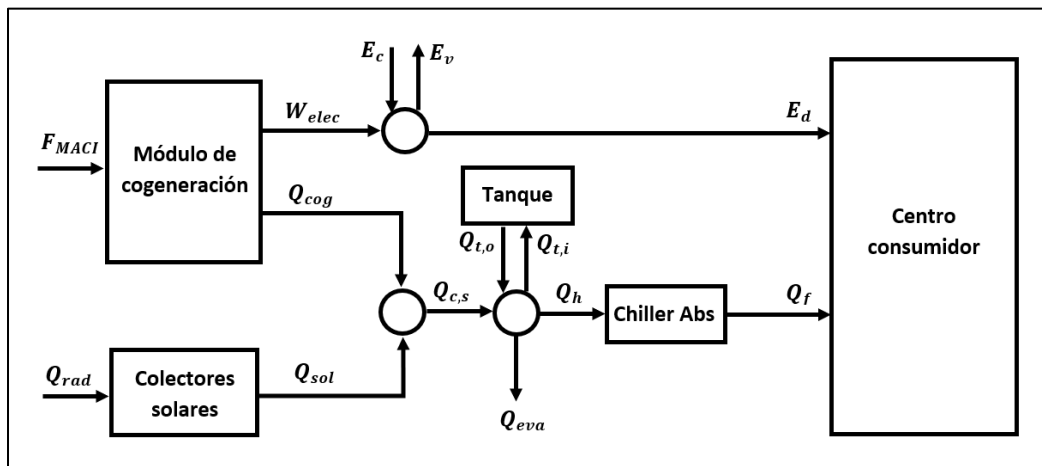 E_c
E_v
W_elec
E_d
F_MACI
Módulo de
cogeneración
Tanque
Centro
consumidor
Q_cog
Q_t,o
Q_t,i
Q_c,s
Q_h
Chiller Abs
Q_f
Q_rad
Colectores
solares
Q_sol
Q_eva